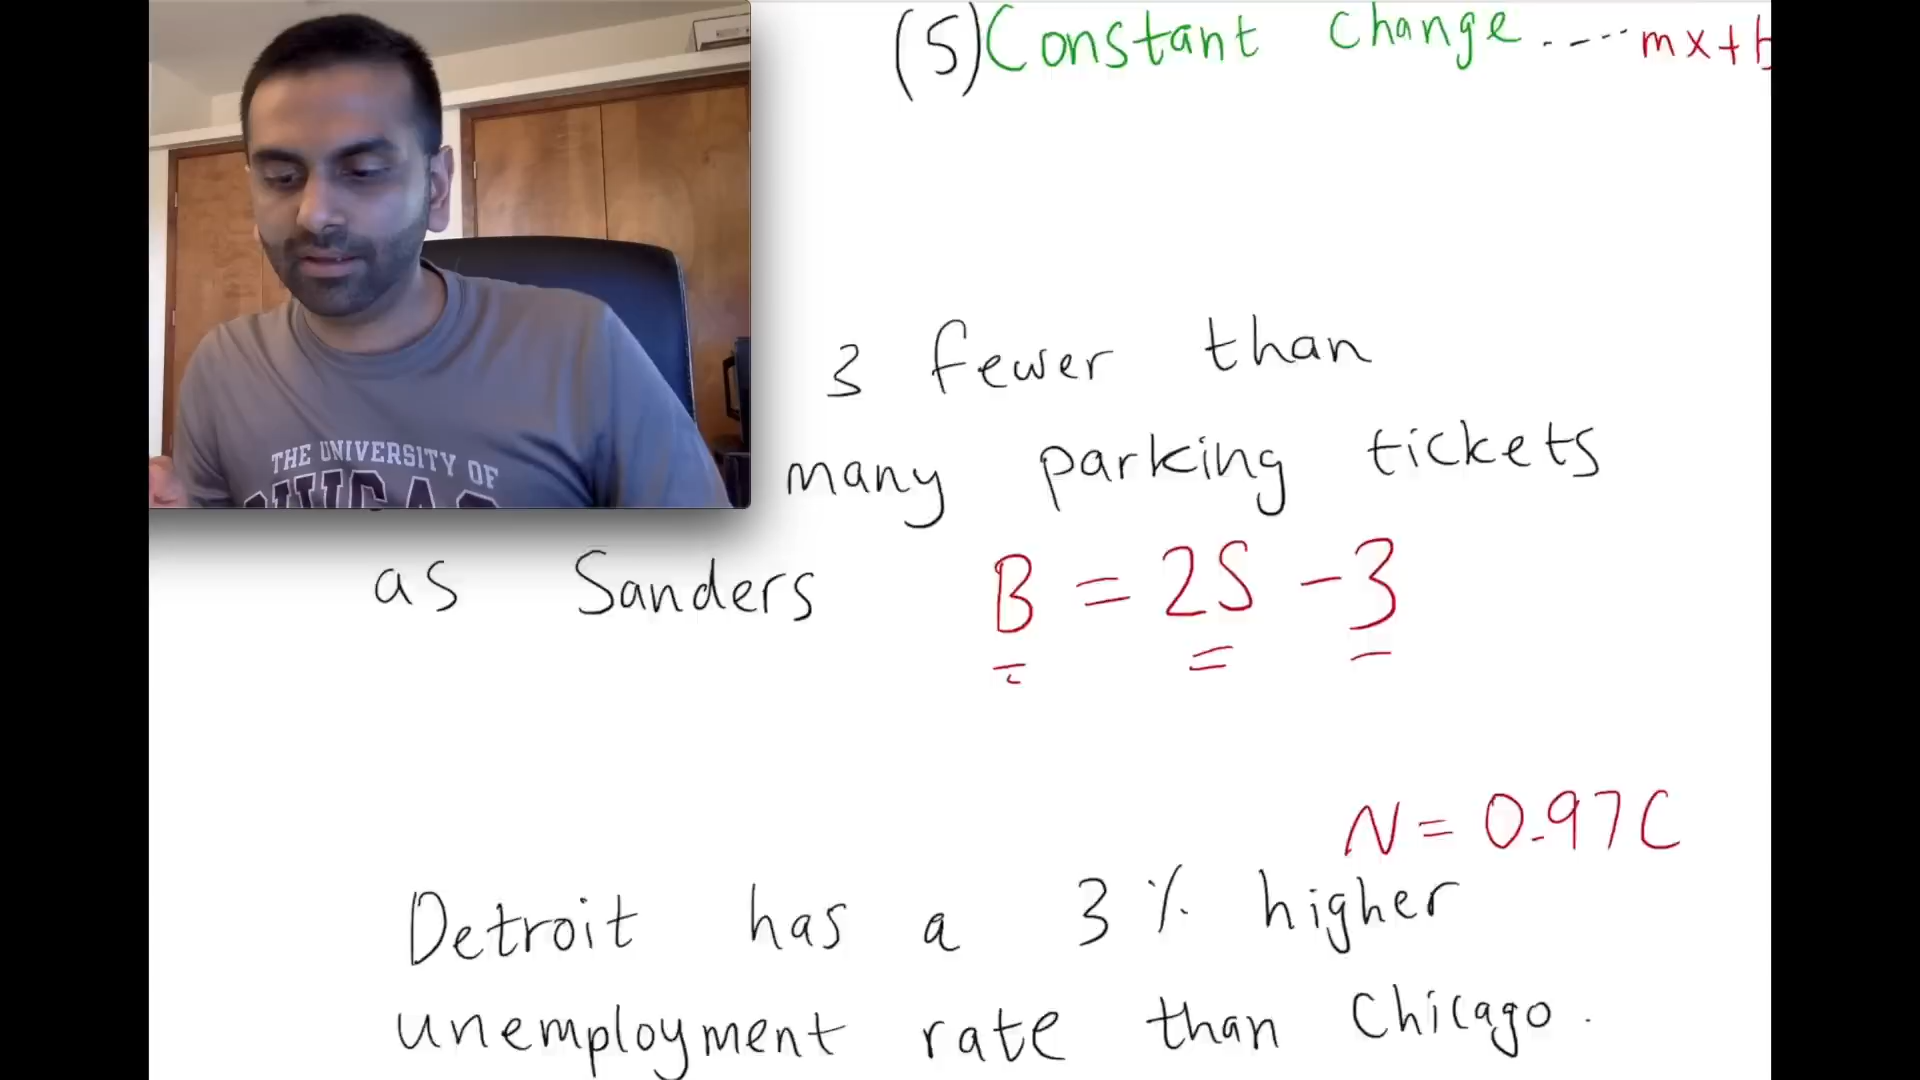 (5) Constant change ..... mx+b
THE UNIVERSITY OF
3 fewer than
many parking tickets
as Sanders B = 2S - 3
N = 0.97C
Detroit has a 3% higher
unemployment rate than Chicago.